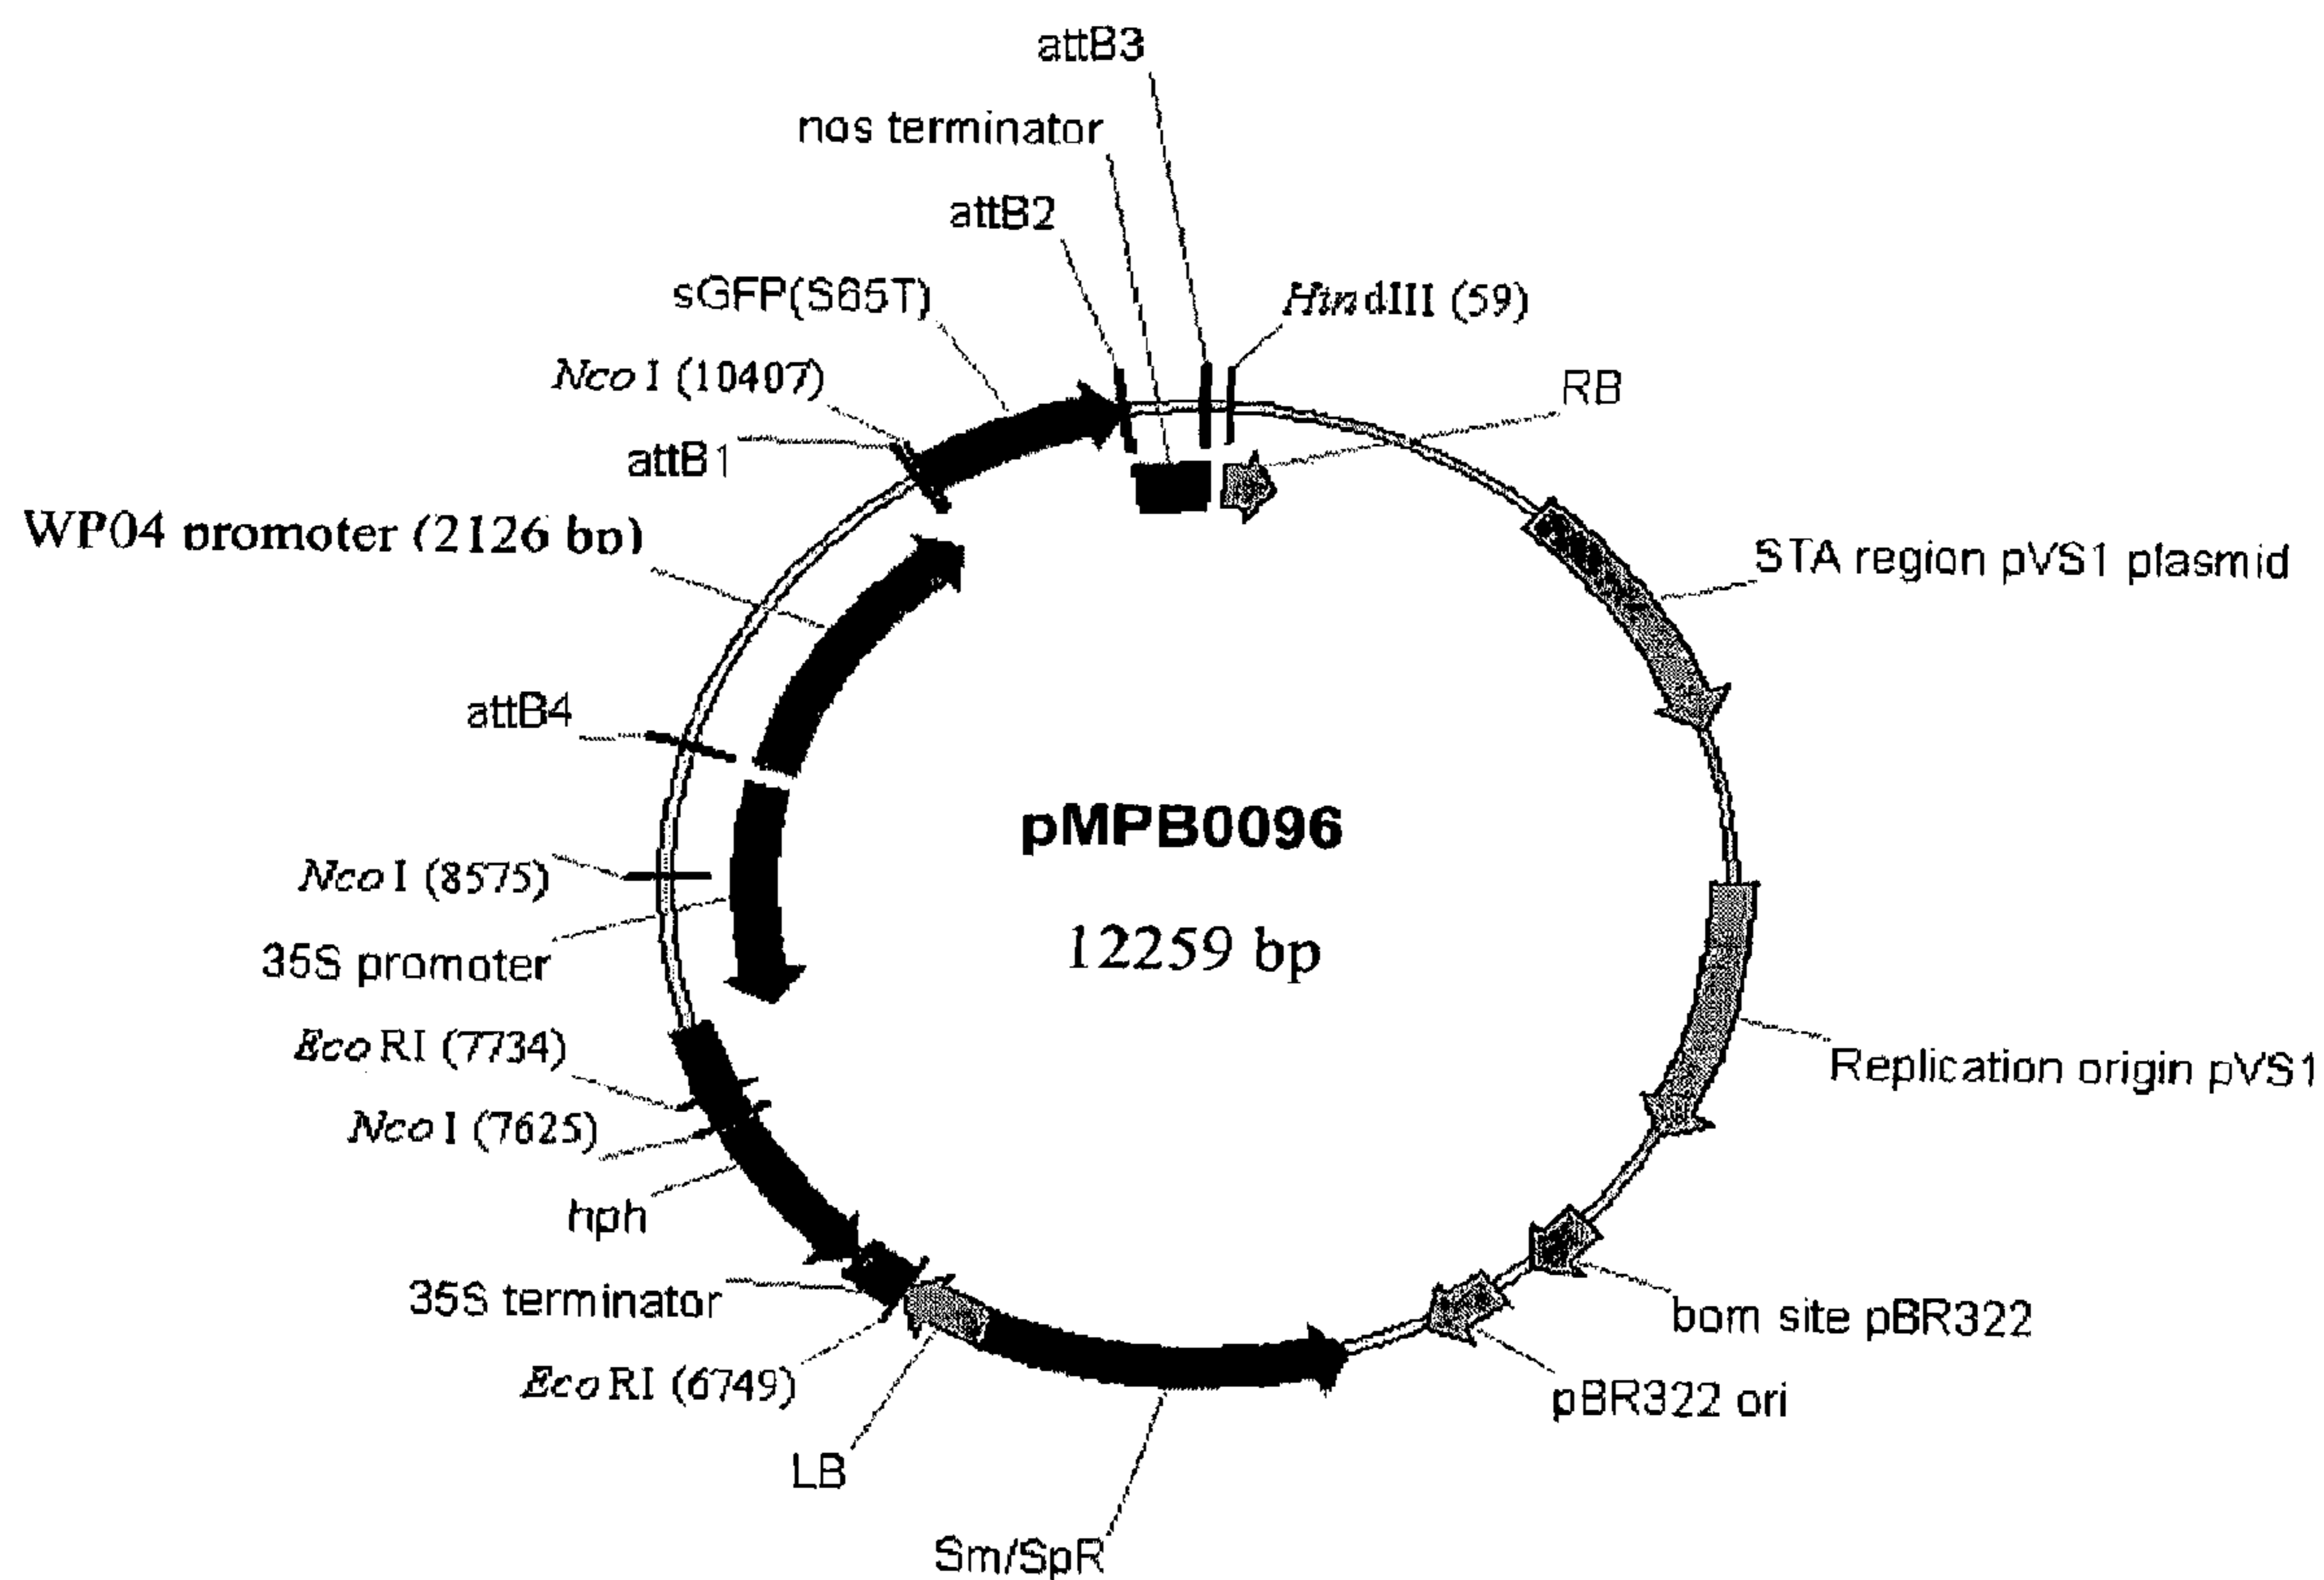 attB3
nos terminator
attB2
sGFP(S65T)
HindIII (59)
NcoI (10407)
RB
attB1
WP04 promoter (2126 bp)
STA region pVS1 plasmid
attB4
pMPB0096
NcoI (8575)
12259 bp
35S promoter
EcoRI (7734)
Replication origin pVS1
NcoI (7625)
hph
35S terminator
bom site pBR322
EcoRI (6749)
pBR322 ori
LB
Sm/SpR